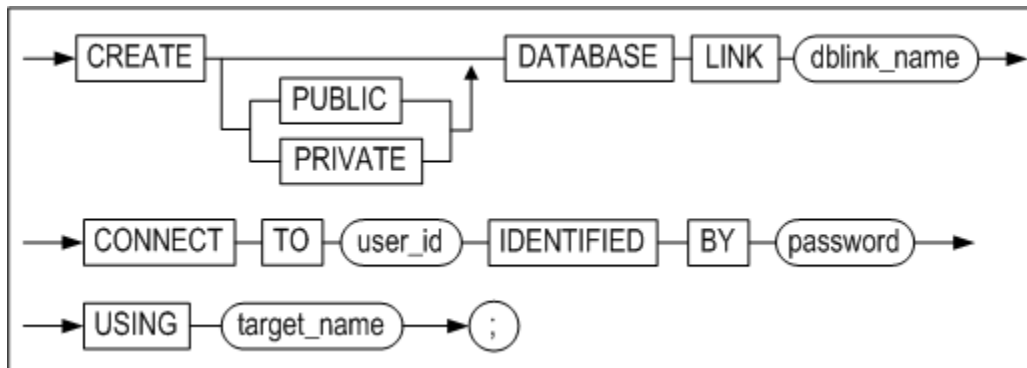 CREATE DATABASE LINK dblink_name
PUBLIC
PRIVATE
CONNECT TO user_id IDENTIFIED BY password
USING target_name ;